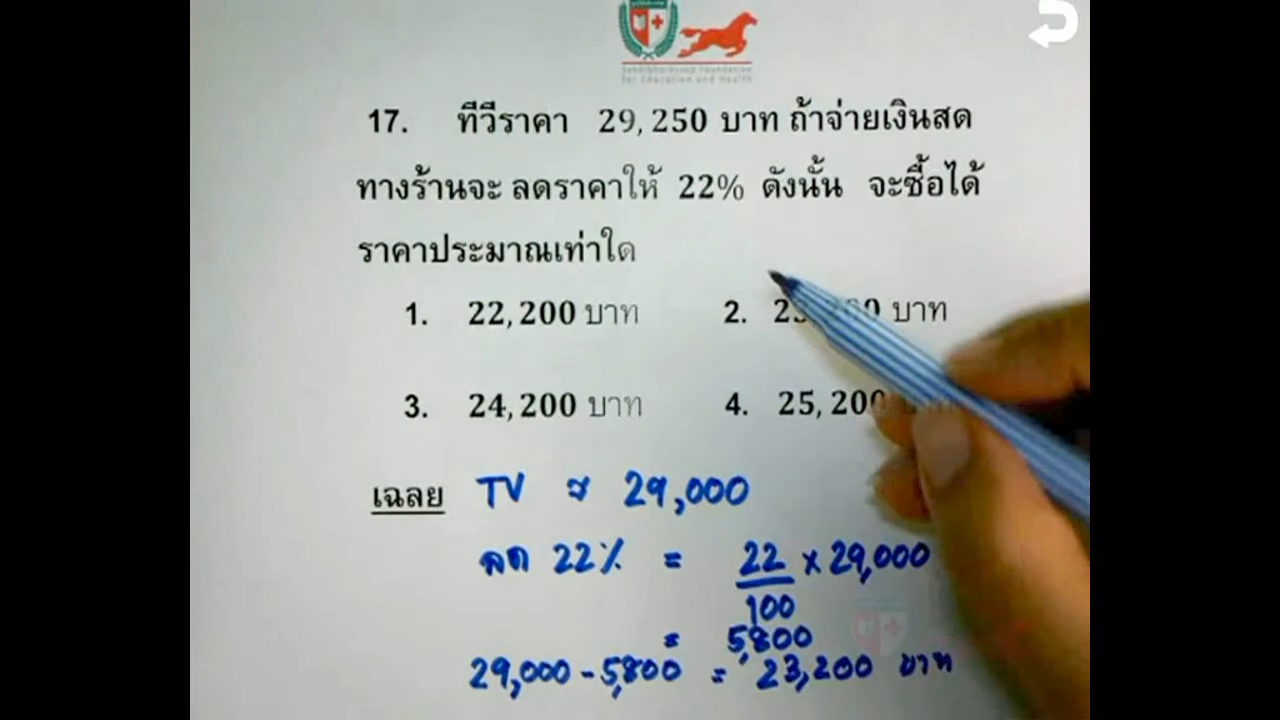 17. ทีวีราคา 29,250 บาท ถ้าจ่ายเงินสด
ทางร้านจะ ลดราคาให้ 22% ดังนั้น จะซื้อได้
ราคาประมาณเท่าใด
1. 22,200 บาท 2. บาท
3. 24,200 บาท 4. 25,200
เฉลย TV ≈ 29,000
ลด 22% = 22/100 × 29,000
= 5,800
29,000 - 5,800 = 23,200 บาท